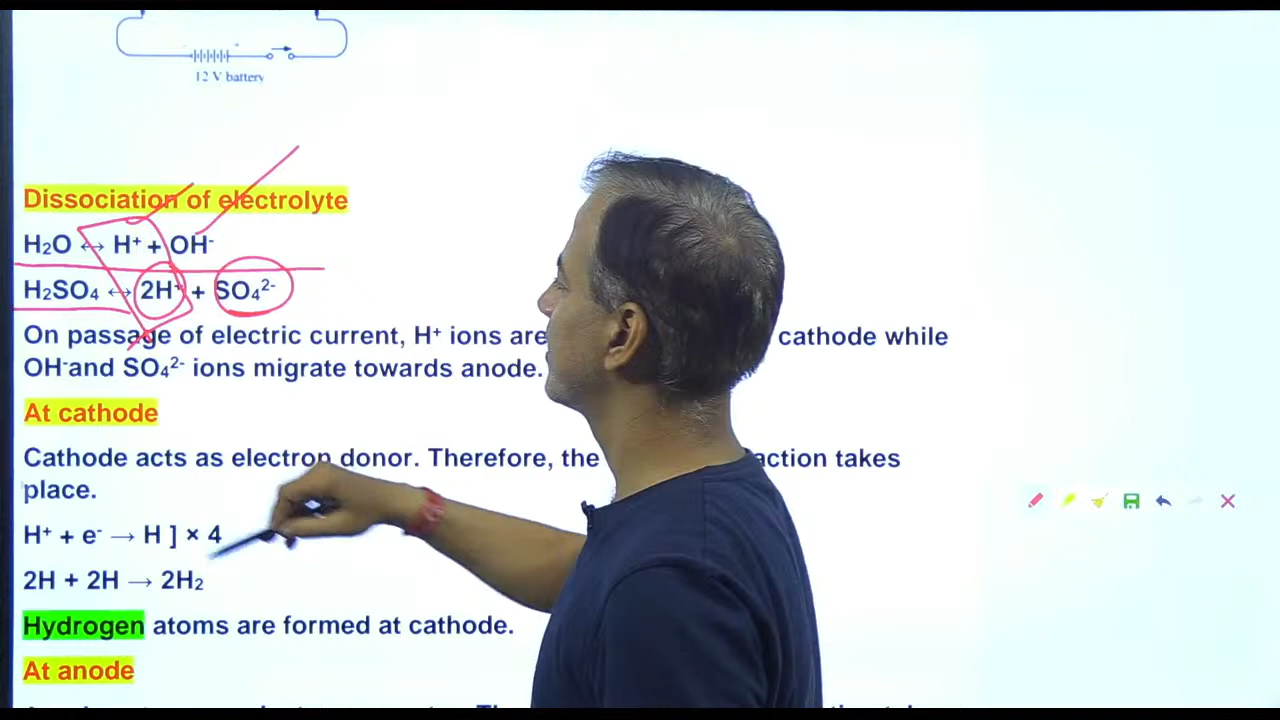 12 V battery
Dissociation of electrolyte
H₂O ↔ H⁺ + OH⁻
H₂SO₄ ↔ 2H⁺ + SO₄²⁻
On passage of electric current, H⁺ ions are cathode while
OH⁻and SO₄²⁻ ions migrate towards anode.
At cathode
Cathode acts as electron donor. Therefore, the takes
place.
H⁺ + e⁻ → H ] × 4
2H + 2H → 2H₂
Hydrogen atoms are formed at cathode.
At anode